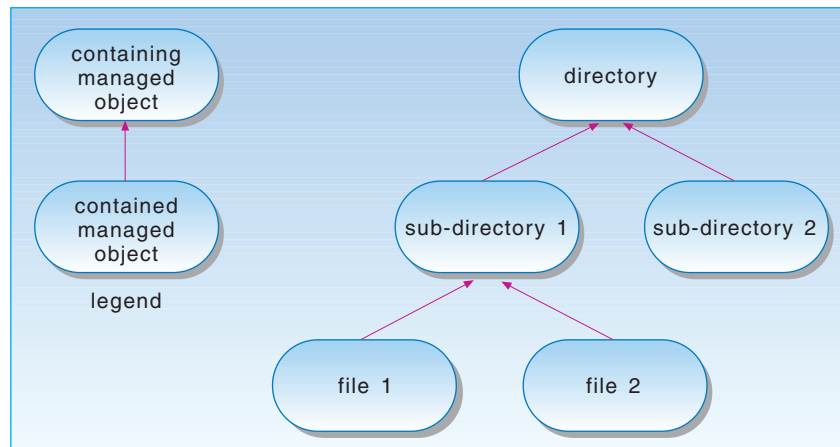 containing
managed
object
directory
contained
managed
object
sub-directory 1
sub-directory 2
legend
file 1
file 2